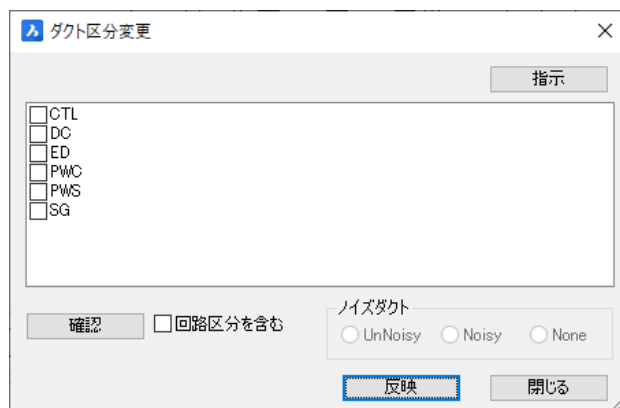 ダクト区分変更
指示
CTL
DC
ED
PWC
PWS
SG
確認
回路区分を含む
ノイズダクト
UnNoisy
Noisy
None
反映
閉じる